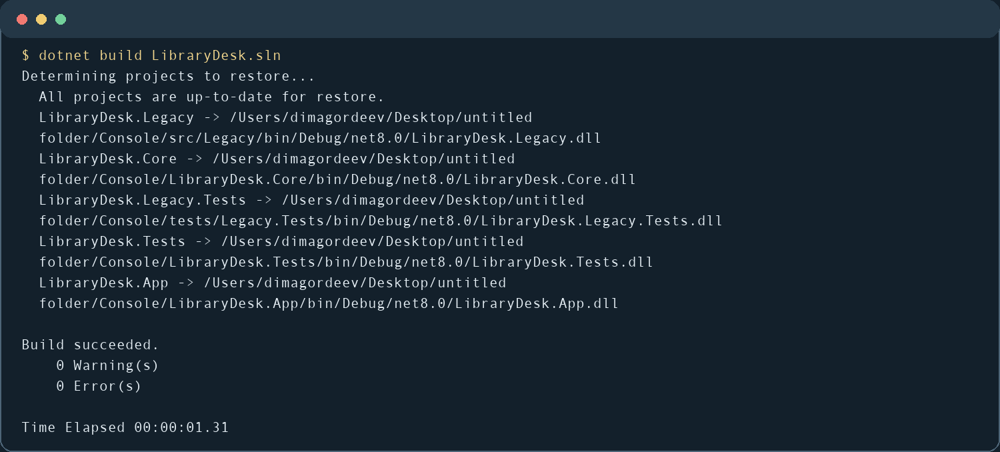 $ dotnet build LibraryDesk.sln
Determining projects to restore...
  All projects are up-to-date for restore.
  LibraryDesk.Legacy -> /Users/dimagordeev/Desktop/untitled
  folder/Console/src/Legacy/bin/Debug/net8.0/LibraryDesk.Legacy.dll
  LibraryDesk.Core -> /Users/dimagordeev/Desktop/untitled
  folder/Console/LibraryDesk.Core/bin/Debug/net8.0/LibraryDesk.Core.dll
  LibraryDesk.Legacy.Tests -> /Users/dimagordeev/Desktop/untitled
  folder/Console/tests/Legacy.Tests/bin/Debug/net8.0/LibraryDesk.Legacy.Tests.dll
  LibraryDesk.Tests -> /Users/dimagordeev/Desktop/untitled
  folder/Console/LibraryDesk.Tests/bin/Debug/net8.0/LibraryDesk.Tests.dll
  LibraryDesk.App -> /Users/dimagordeev/Desktop/untitled
  folder/Console/LibraryDesk.App/bin/Debug/net8.0/LibraryDesk.App.dll

Build succeeded.
    0 Warning(s)
    0 Error(s)

Time Elapsed 00:00:01.31